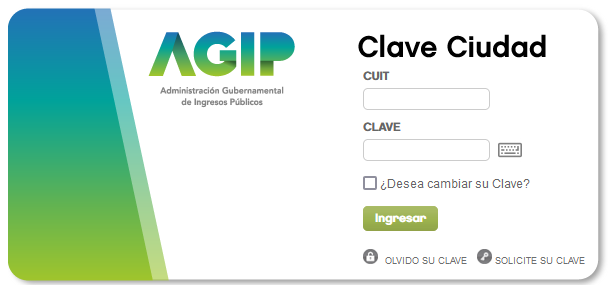 AGIP
Administración Gubernamental
de Ingresos Públicos
Clave Ciudad
CUIT
CLAVE
¿Desea cambiar su Clave?
Ingresar
OLVIDO SU CLAVE
SOLICITE SU CLAVE